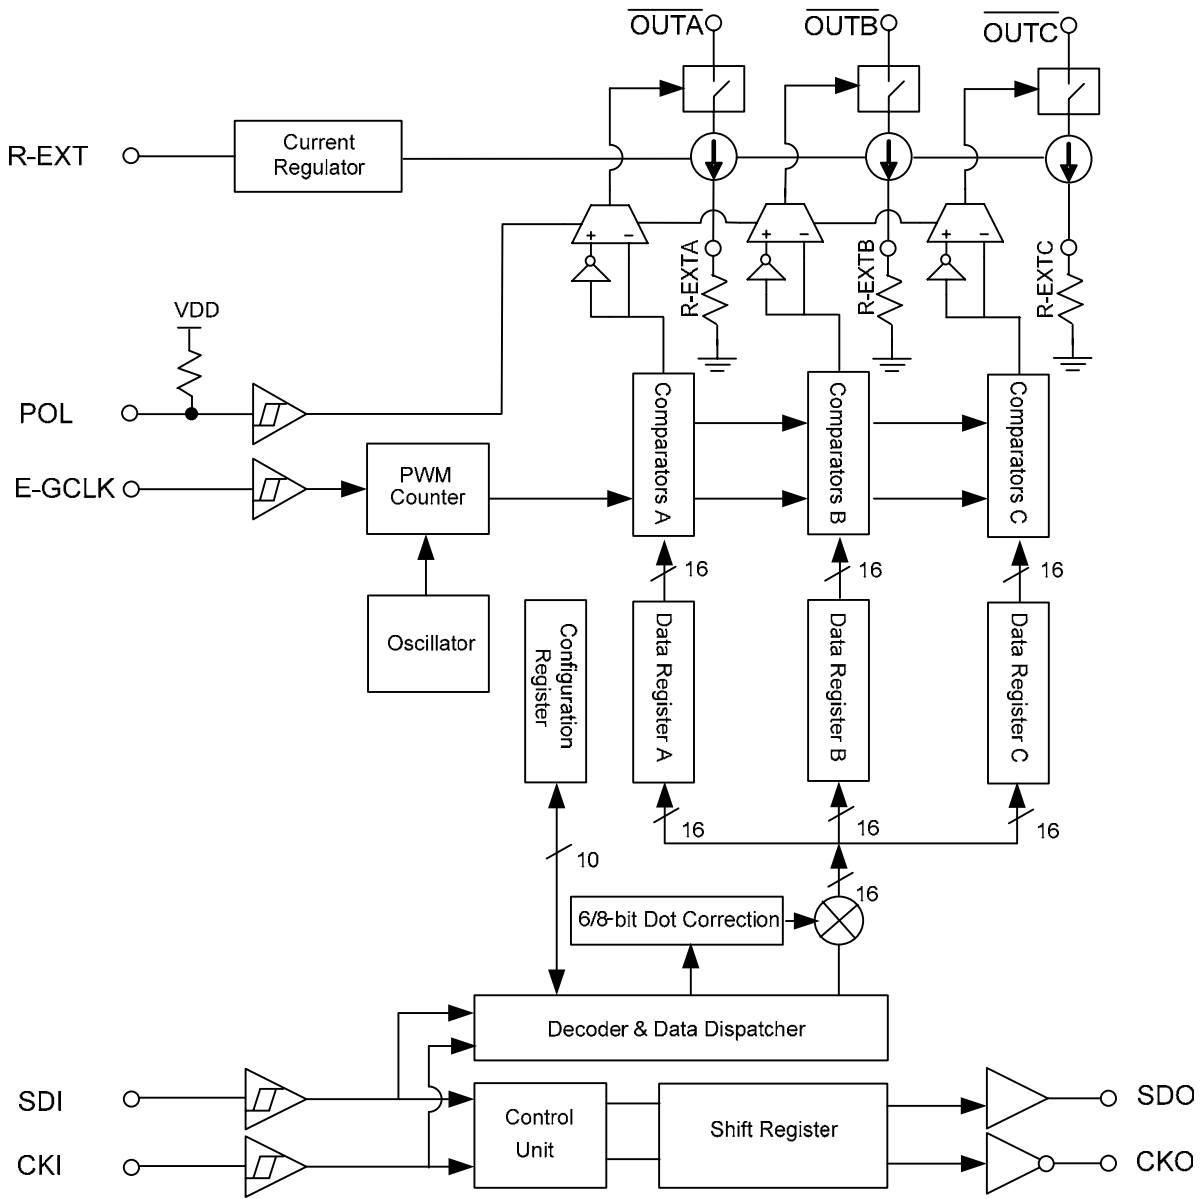 OUTA
OUTB
OUTC
R-EXT
Current
Regulator
+
−
+
−
+
−
R-EXTA
R-EXTB
R-EXTC
VDD
POL
E-GCLK
PWM
Counter
Comparators A
Comparators B
Comparators C
16
16
16
Oscillator
Configuration
Register
Data Register A
Data Register B
Data Register C
16
16
16
10
16
6/8-bit Dot Correction
Decoder & Data Dispatcher
SDI
Control
Unit
Shift Register
SDO
CKI
CKO